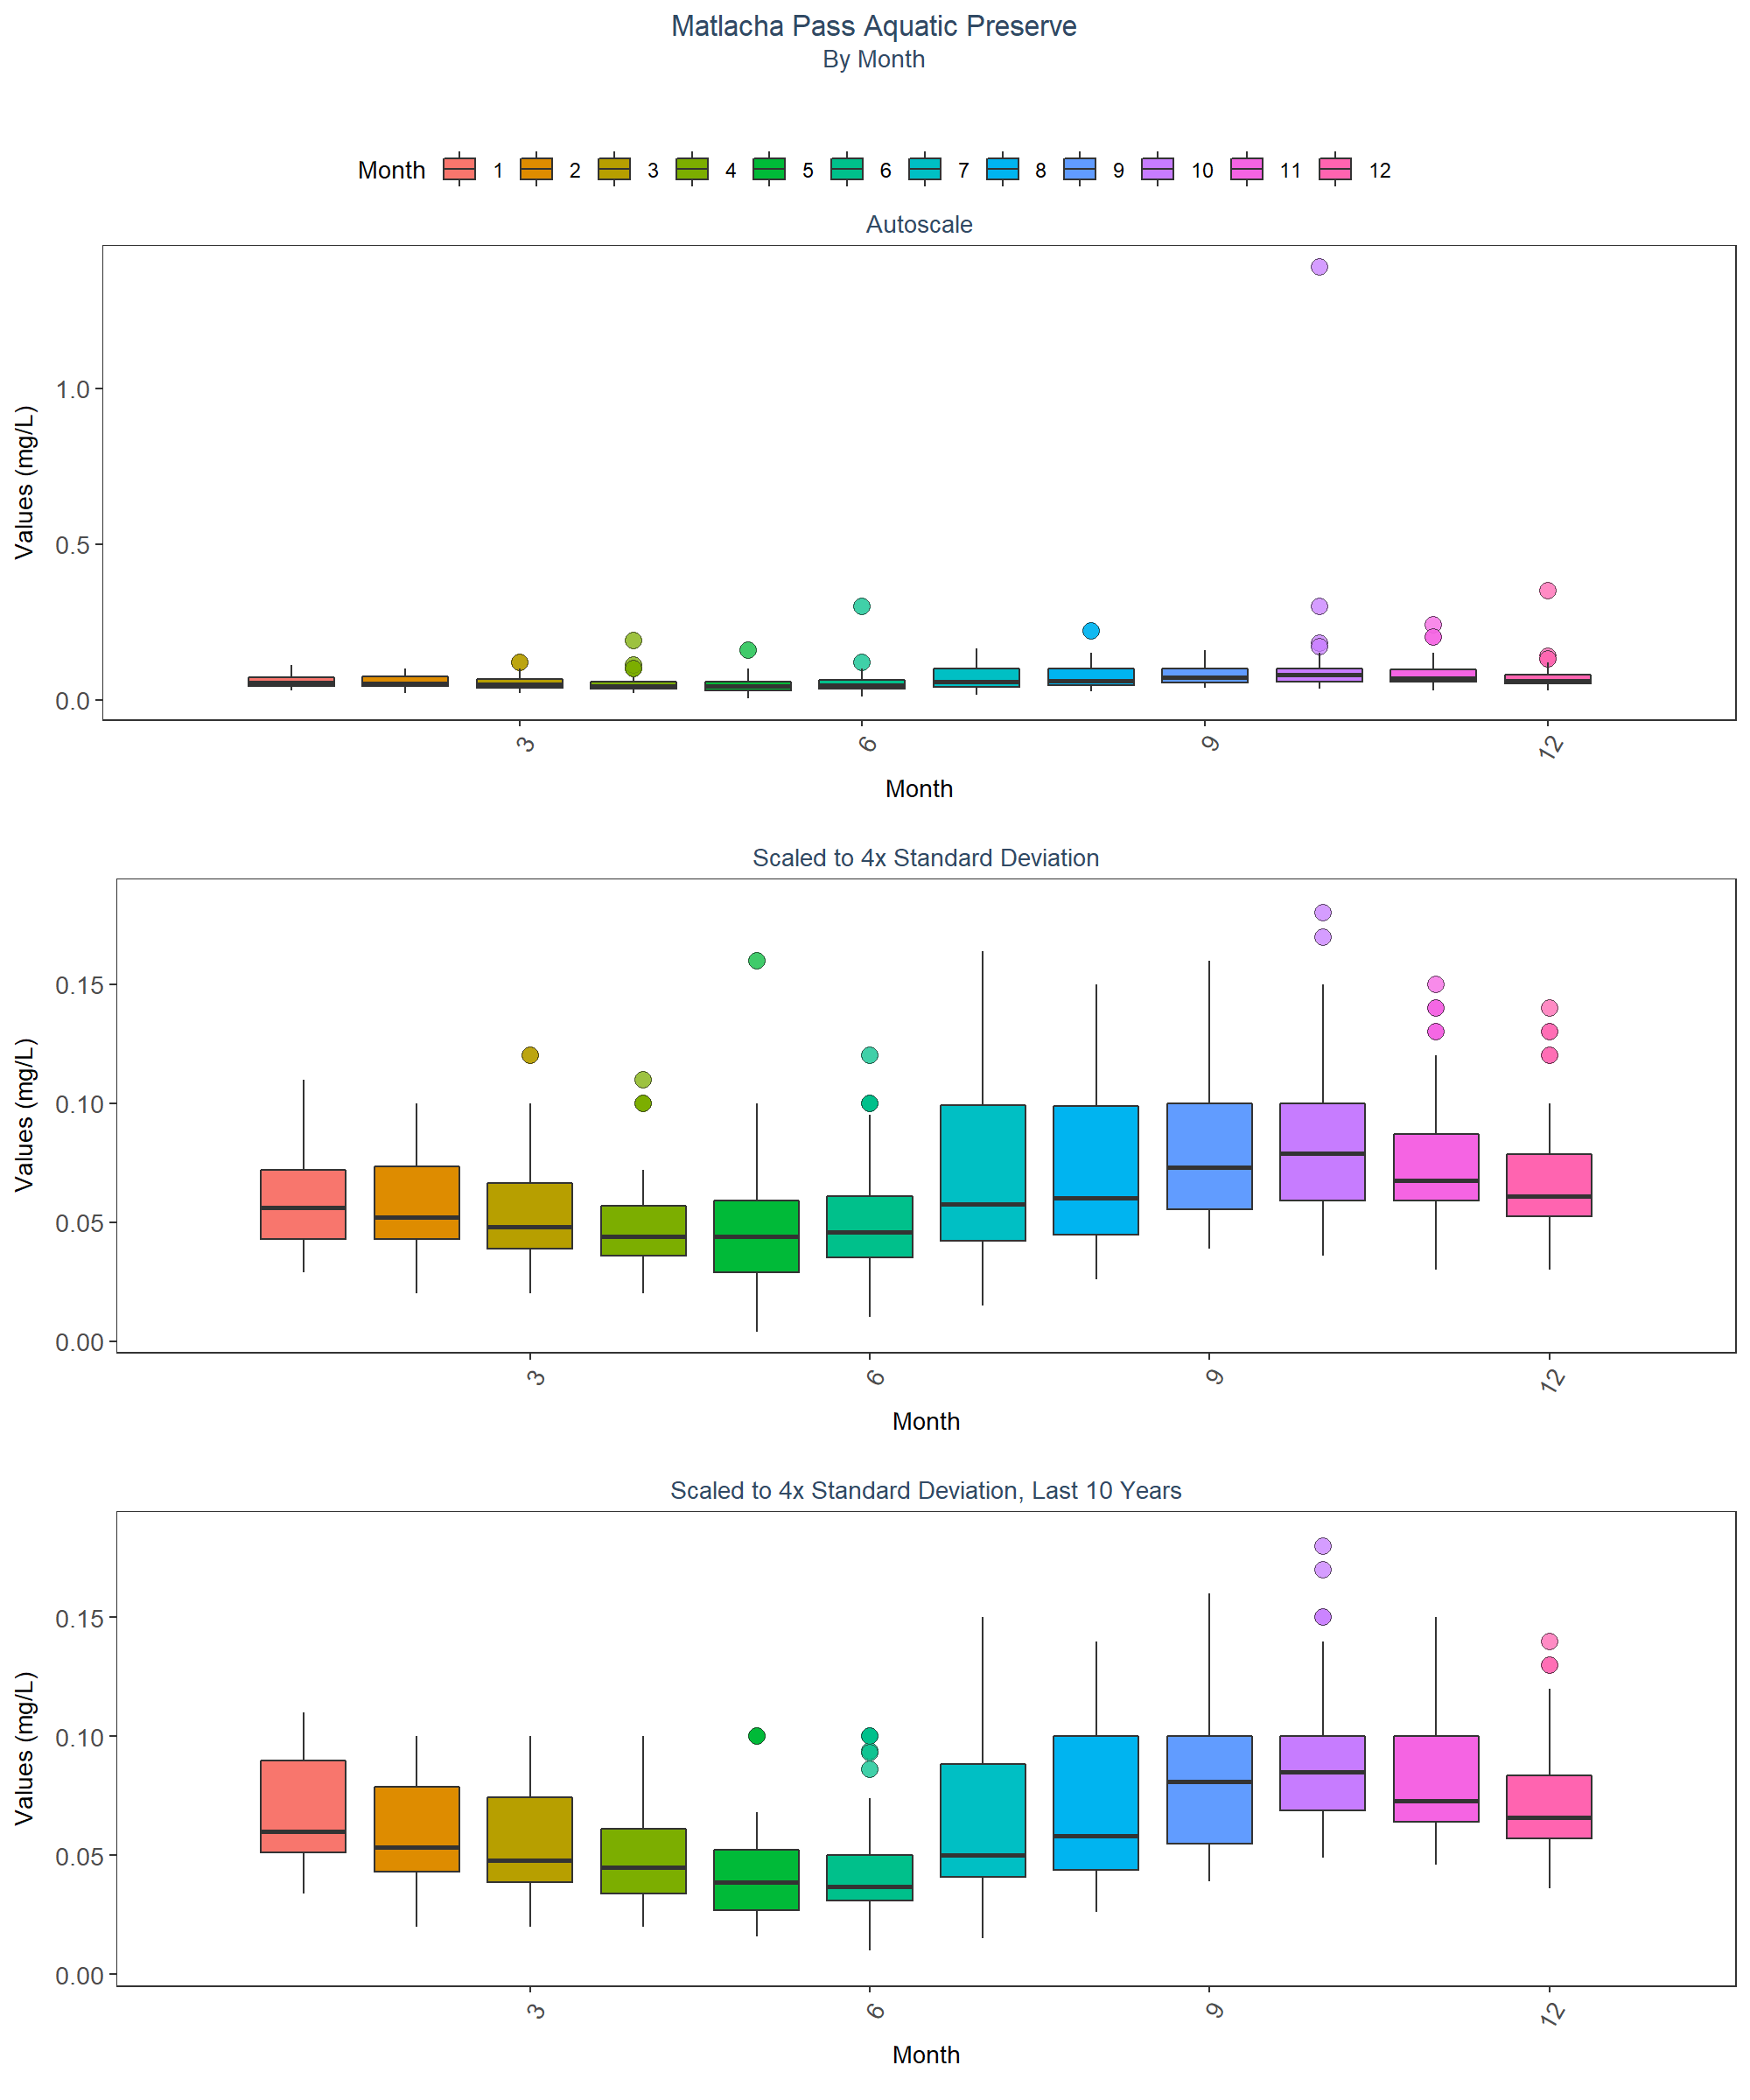 Matlacha Pass Aquatic Preserve
By Month
Month 1 2 3 4 5 6 7 8 9 10 11 12
Autoscale
Values (mg/L)
1.0
0.5
0.0
3 6 9 12
Month
Scaled to 4x Standard Deviation
Values (mg/L)
0.15
0.10
0.05
0.00
3 6 9 12
Month
Scaled to 4x Standard Deviation, Last 10 Years
Values (mg/L)
0.15
0.10
0.05
0.00
3 6 9 12
Month